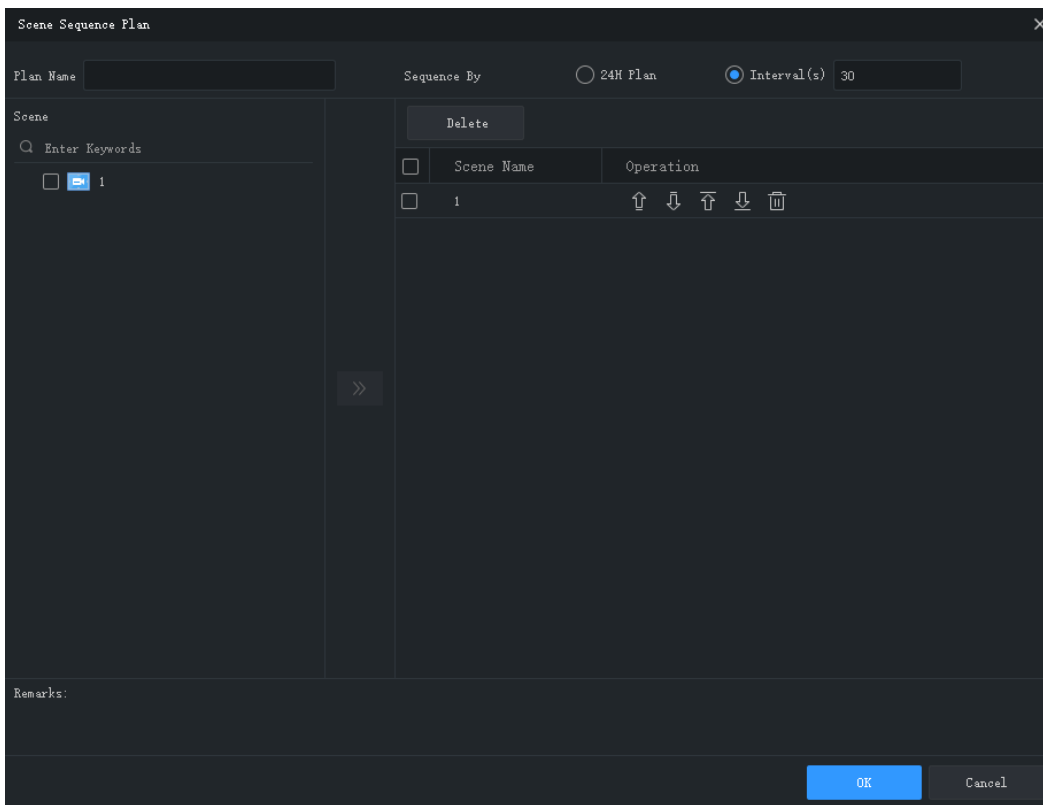 Scene Sequence Plan
Plan Name
Sequence By 24H Plan Interval(s) 30
Scene
Enter Keywords
1
Delete
Scene Name Operation
1
Remarks:
OK Cancel